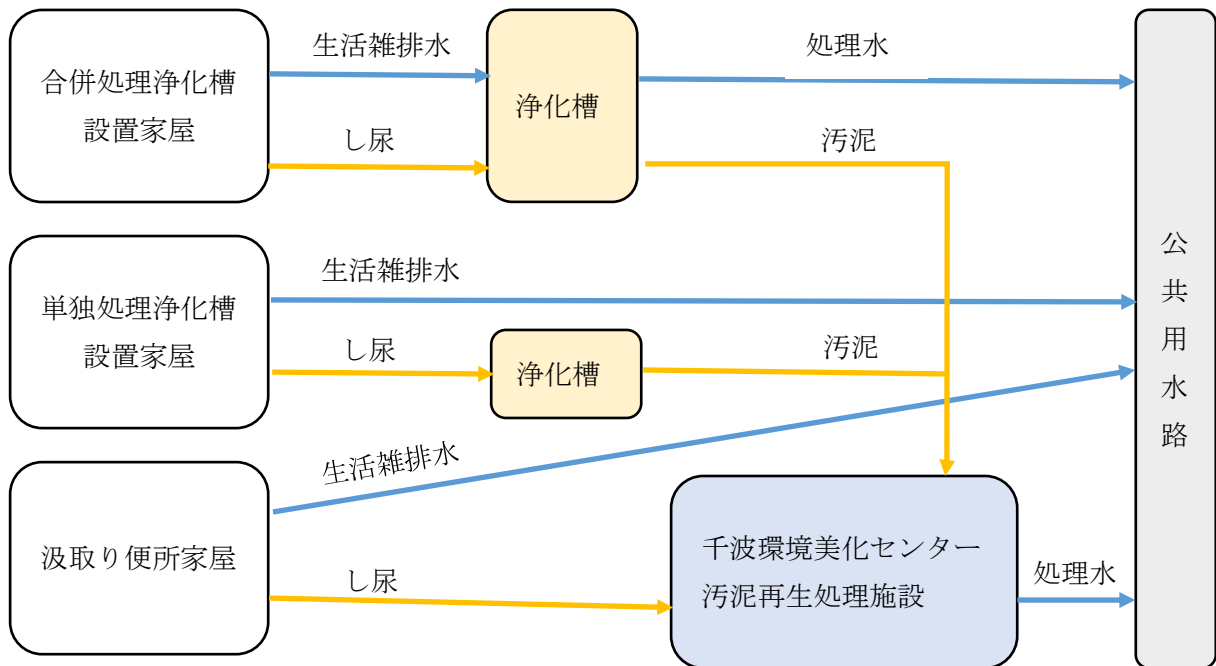 合併処理浄化槽
設置家屋
生活雑排水
し尿
浄化槽
処理水
汚泥
単独処理浄化槽
設置家屋
生活雑排水
し尿
浄化槽
汚泥
汲取り便所家屋
生活雑排水
し尿
千波環境美化センター
汚泥再生処理施設
処理水
公共用水路